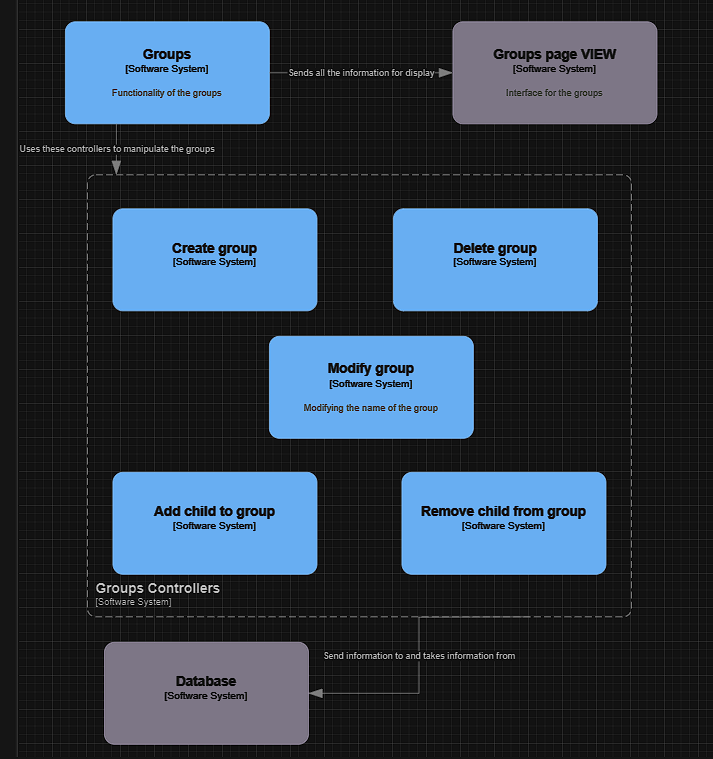 Groups
[Software System]
Functionality of the groups
Sends all the information for display
Groups page VIEW
[Software System]
Interface for the groups
Uses these controllers to manipulate the groups
Create group
[Software System]
Delete group
[Software System]
Modify group
[Software System]
Modifying the name of the group
Add child to group
[Software System]
Remove child from group
[Software System]
Groups Controllers
[Software System]
Send information to and takes information from
Database
[Software System]